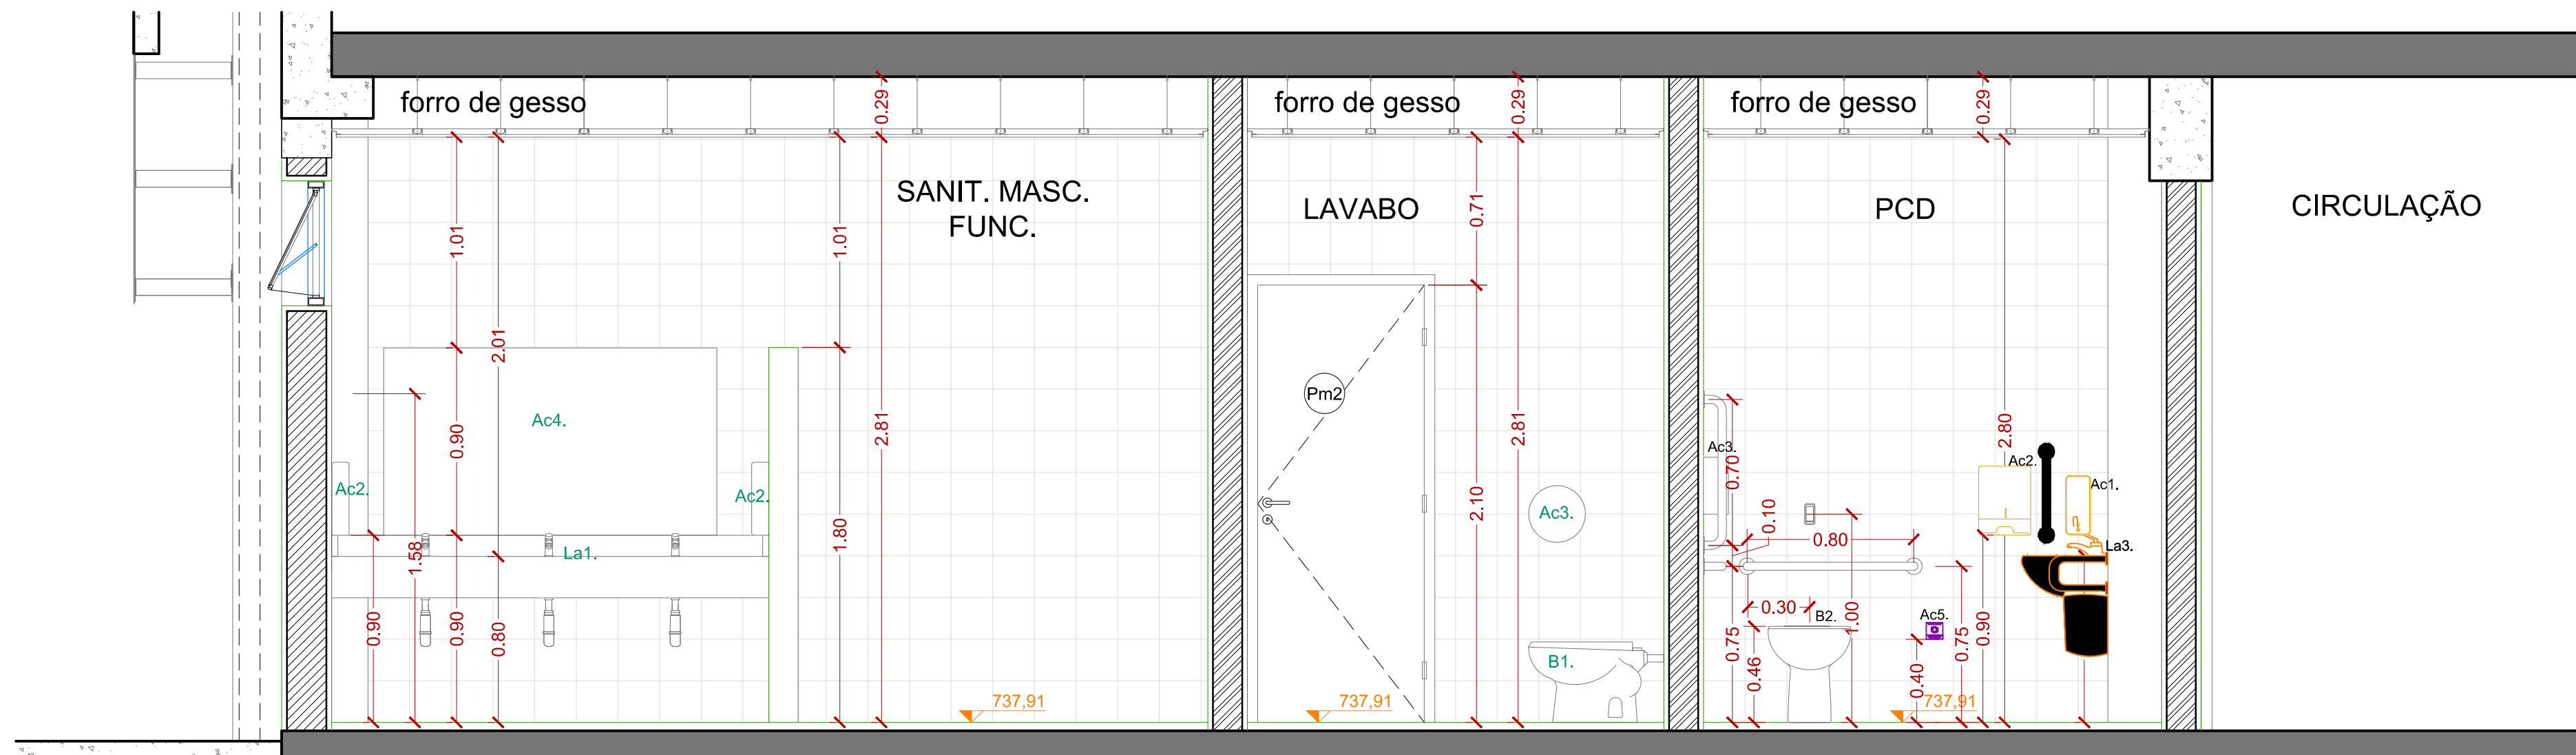 forro de gesso
0.29
forro de gesso
0.29
forro de gesso
0.29
SANIT. MASC.
FUNC.
LAVABO
PCD
CIRCULAÇÃO
1.01
2.01
1.01
0.71
Pm2
Ac4.
0.90
2.81
2.81
2.80
Ac3.
0.70
Ac2.
Ac1.
Ac2.
Ac2.
1.58
La1.
1.80
2.10
Ac3.
0.10
0.80
La3.
0.90
0.90
0.80
B1.
0.30
B2.
1.00
Ac5.
0.75
0.46
0.40
0.75
0.90
737,91
737,91
737,91